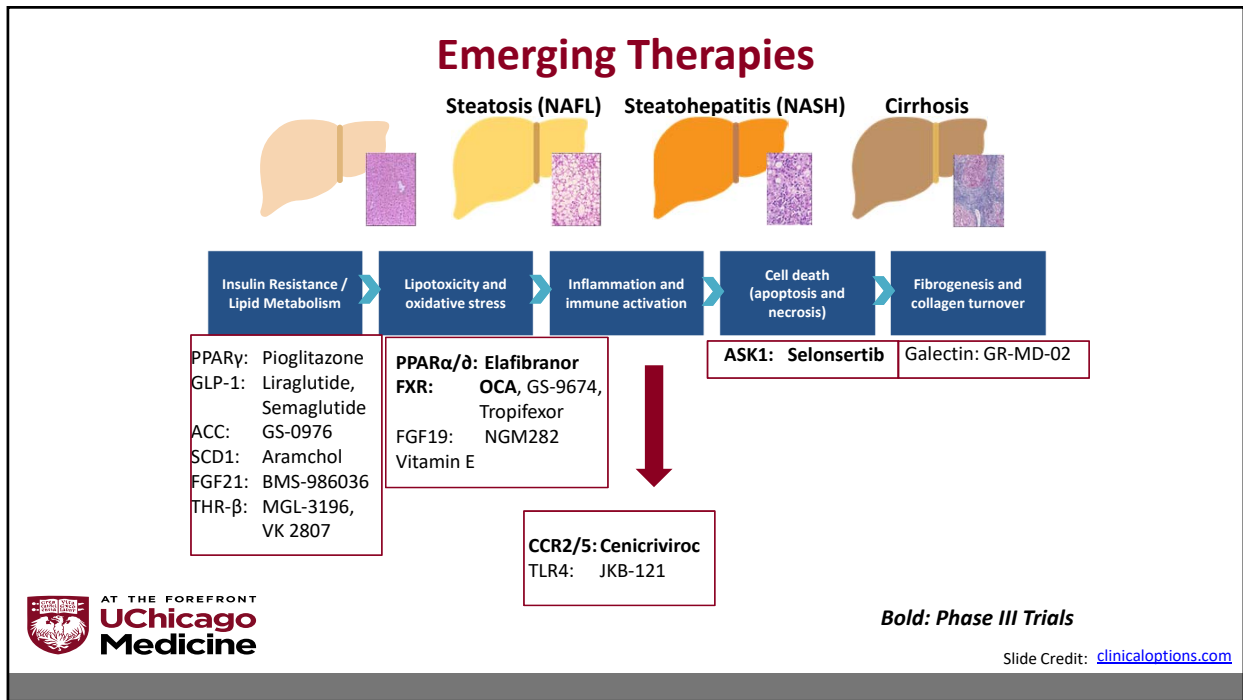 Emerging Therapies
Steatosis (NAFL)
Steatohepatitis (NASH)
Cirrhosis
Insulin Resistance /
Lipid Metabolism
Lipotoxicity and
oxidative stress
Inflammation and
immune activation
Cell death
(apoptosis and
necrosis)
Fibrogenesis and
collagen turnover
PPARγ: Pioglitazone
GLP-1: Liraglutide,
Semaglutide
ACC: GS-0976
SCD1: Aramchol
FGF21: BMS-986036
THR-β: MGL-3196,
VK 2807
PPARα/∂: Elafibranor
FXR: OCA, GS-9674,
Tropifexor
FGF19: NGM282
Vitamin E
CCR2/5: Cenicriviroc
TLR4: JKB-121
ASK1: Selonsertib
Galectin: GR-MD-02
AT THE FOREFRONT
UChicago
Medicine
Bold: Phase III Trials
Slide Credit: clinicaloptions.com